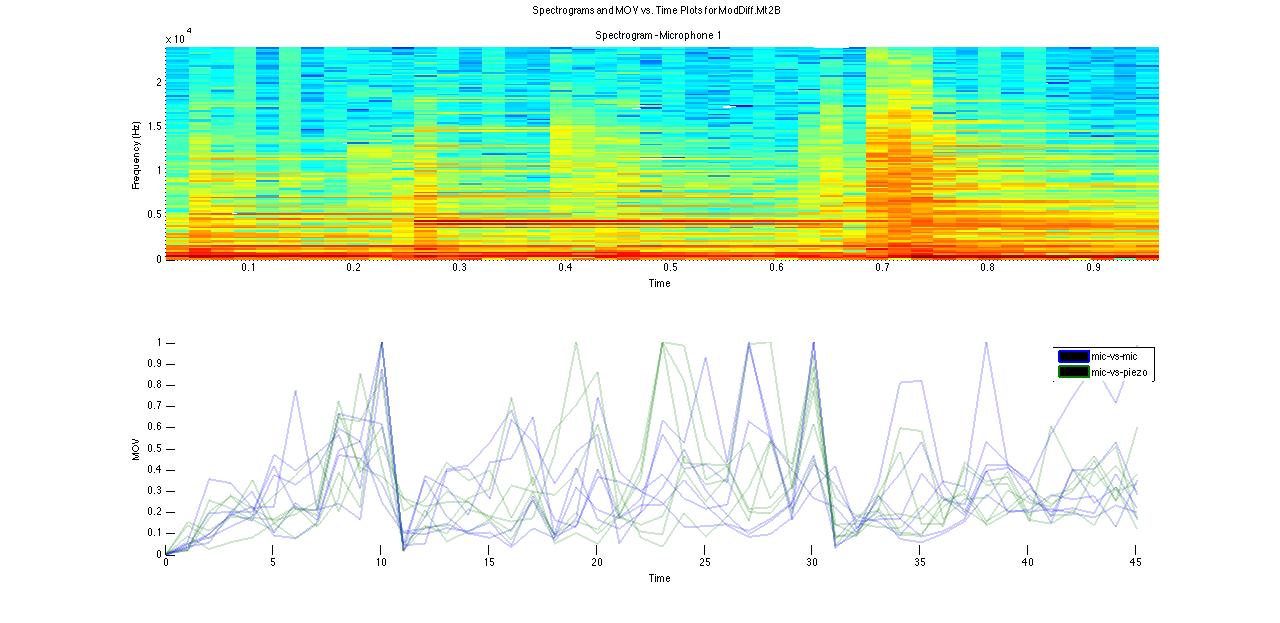 Spectrograms and MOV vs. Time Plots for ModDiff.Mt2B
Spectrogram - Microphone 1
x 10^4
2
1.5
1
0.5
0
Frequency (Hz)
0.1 0.2 0.3 0.4 0.5 0.6 0.7 0.8 0.9
Time
1
0.9
0.8
0.7
0.6
0.5
0.4
0.3
0.2
0.1
0
MOV
mic-vs-mic
mic-vs-piezo
0 5 10 15 20 25 30 35 40 45
Time